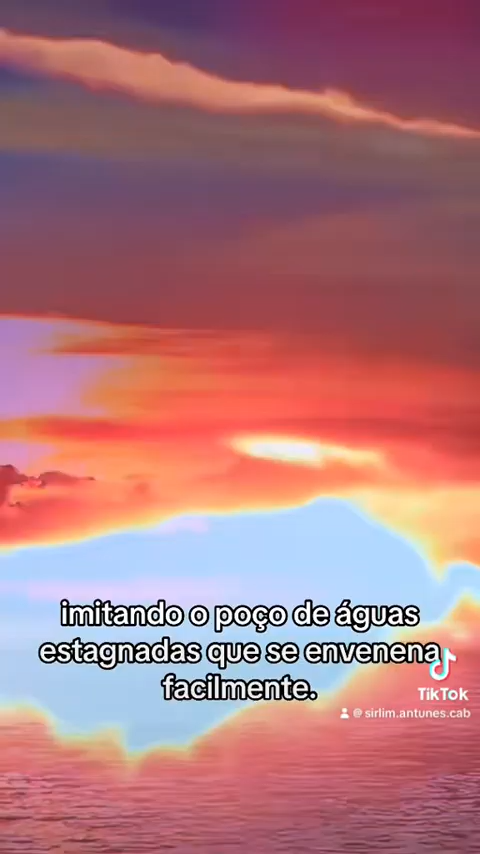 imitando o poço de águas
estagnadas que se envenena
facilmente.
TikTok
@ sirlim.antunes.cab